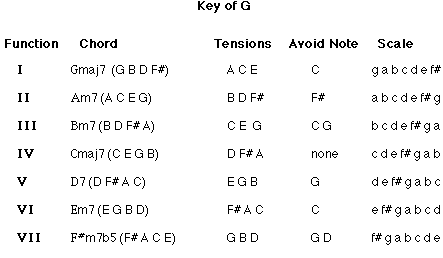 Key of G
Function Chord Tensions Avoid Note Scale
I Gmaj7 (G B D F#) A C E C g a b c d e f#
II Am7 (A C E G) B D F# F# a b c d e f# g
III Bm7 (B D F# A) C E G C G b c d e f# g a
IV Cmaj7 (C E G B) D F# A none c d e f# g a b
V D7 (D F# A C) E G B G d e f# g a b c
VI Em7 (E G B D) F# A C C e f# g a b c d
VII F#m7b5 (F# A C E) G B D G D f# g a b c d e